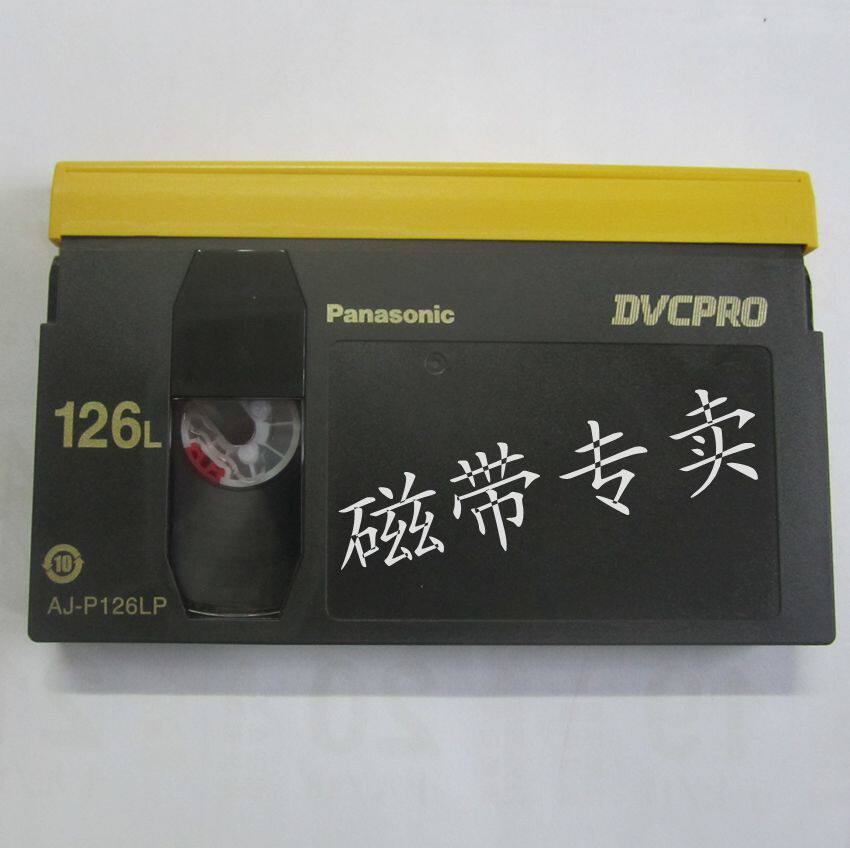 Panasonic
DVCPRO
126L
磁带专卖
10
AJ-P126LP